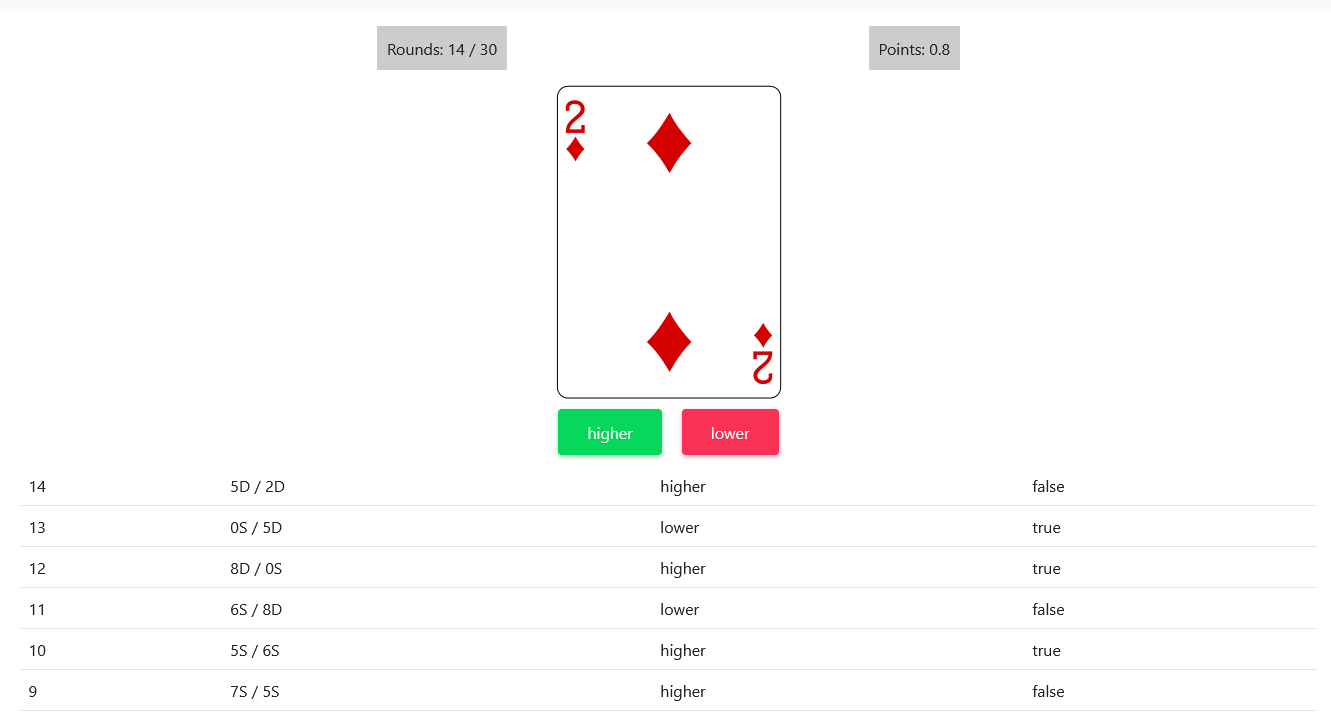 Rounds: 14 / 30
Points: 0.8
2
2
higher
lower
14 5D / 2D higher false
13 0S / 5D lower true
12 8D / 0S higher true
11 6S / 8D lower false
10 5S / 6S higher true
9 7S / 5S higher false